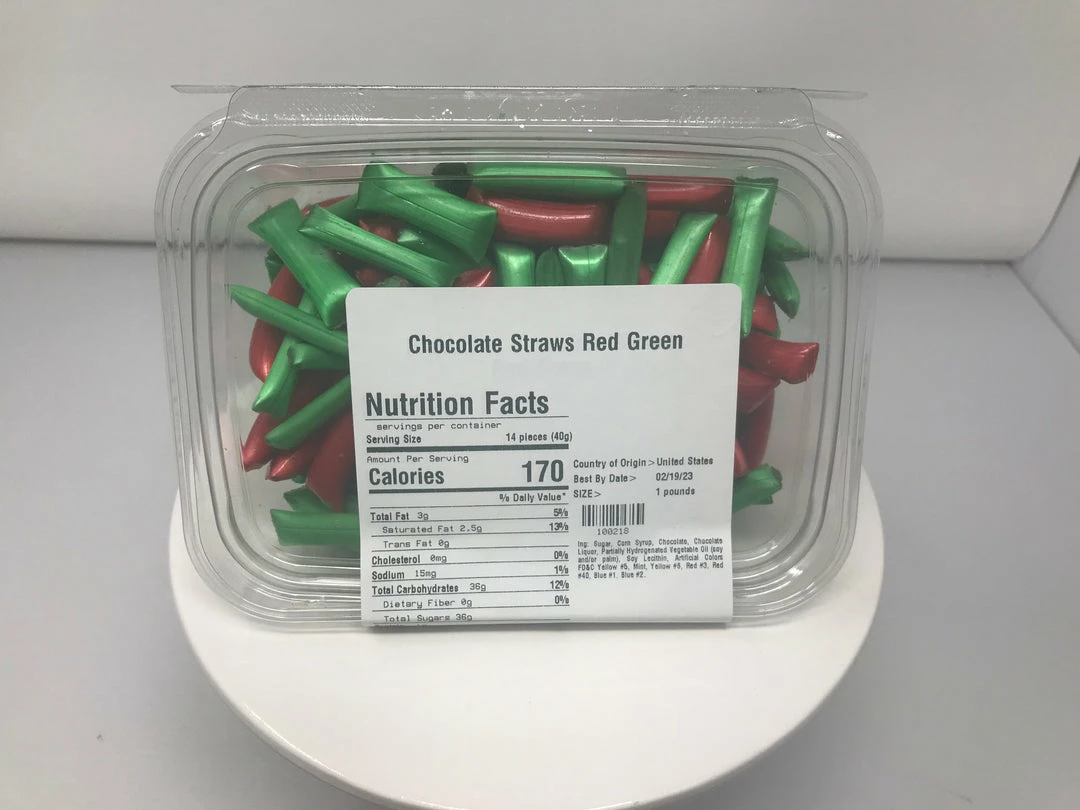 Chocolate Straws Red Green
Nutrition Facts
servings per container
Serving Size 14 pieces (40g)
Amount Per Serving
Calories 170
% Daily Value*
Total Fat 3g 5%
Saturated Fat 2.5g 13%
Trans Fat 0g
Cholesterol 0mg 0%
Sodium 15mg 1%
Total Carbohydrates 36g 12%
Dietary Fiber 0g 0%
Total Sugars 36g
Country of Origin > United States
Best By Date > 02/19/23
SIZE > 1 pounds
100218
Ing: Sugar, Corn Syrup, Chocolate, Chocolate
Liquor, Partially Hydrogenated Vegetable Oil (soy
and/or palm), Soy Lecithin, Artificial Colors
FD&C Yellow #5, Mint, Yellow #6, Red #3, Red
#40, Blue #1. Blue #2.